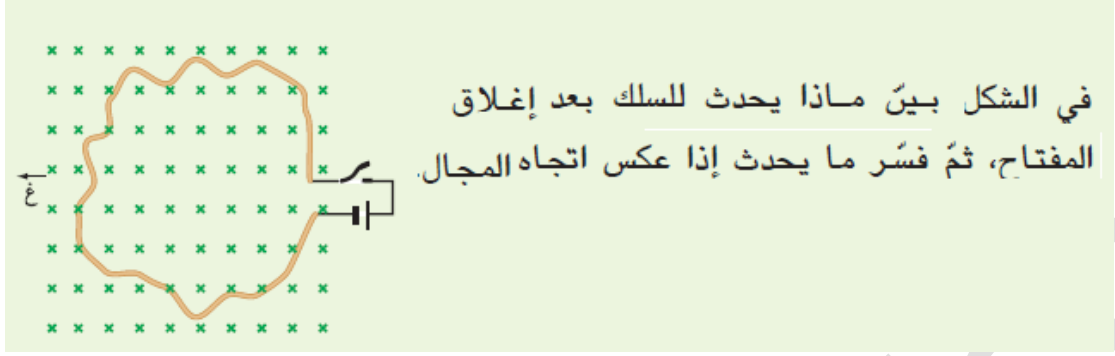 في الشكل بيّن ماذا يحدث للسلك بعد إغلاق
المفتاح، ثمّ فسّر ما يحدث إذا عكس اتجاه المجال.
غ